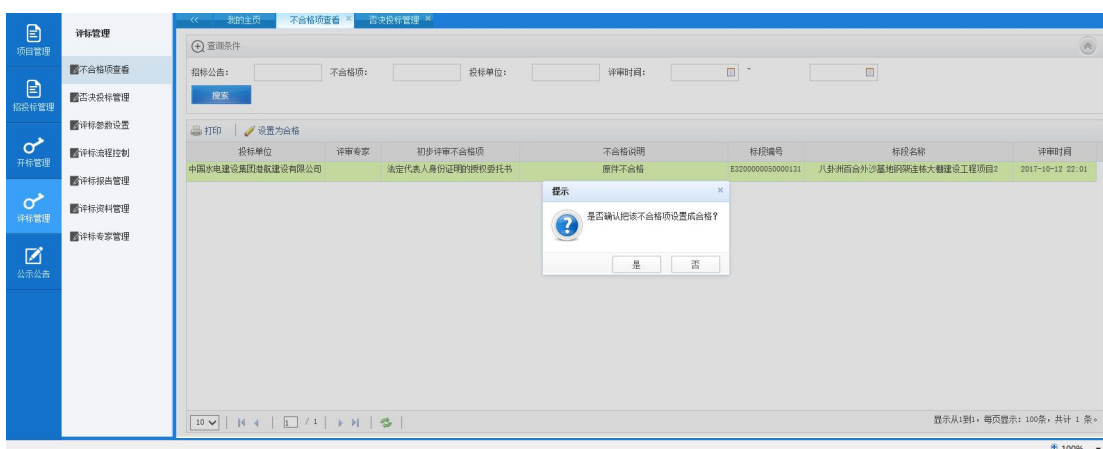 << 我的主页 不合格项查看 × 否决投标管理 ×
项目管理
招投标管理
开标管理
评标管理
公示公告
评标管理
不合格项查看
否决投标管理
评标参数设置
评标流程控制
评标报告管理
评标资料管理
评标专家管理
查询条件
招标公告: 不合格项: 投标单位: 评审时间: ~
搜索
打印 设置为合格
投标单位 评审专家 初步评审不合格项 不合格说明 标段编号 标段名称 评审时间
中国水电建设集团港航建设有限公司 法定代表人身份证明的授权委托书 原件不合格 E3200000050000131 八卦洲百合外沙基地钢架连栋大棚建设工程项目2 2017-10-12 22:01
提示 ×
是否确认把该不合格项设置成合格?
是 否
10 1 / 1 显示从1到1，每页显示: 100条，共计 1 条。
100%